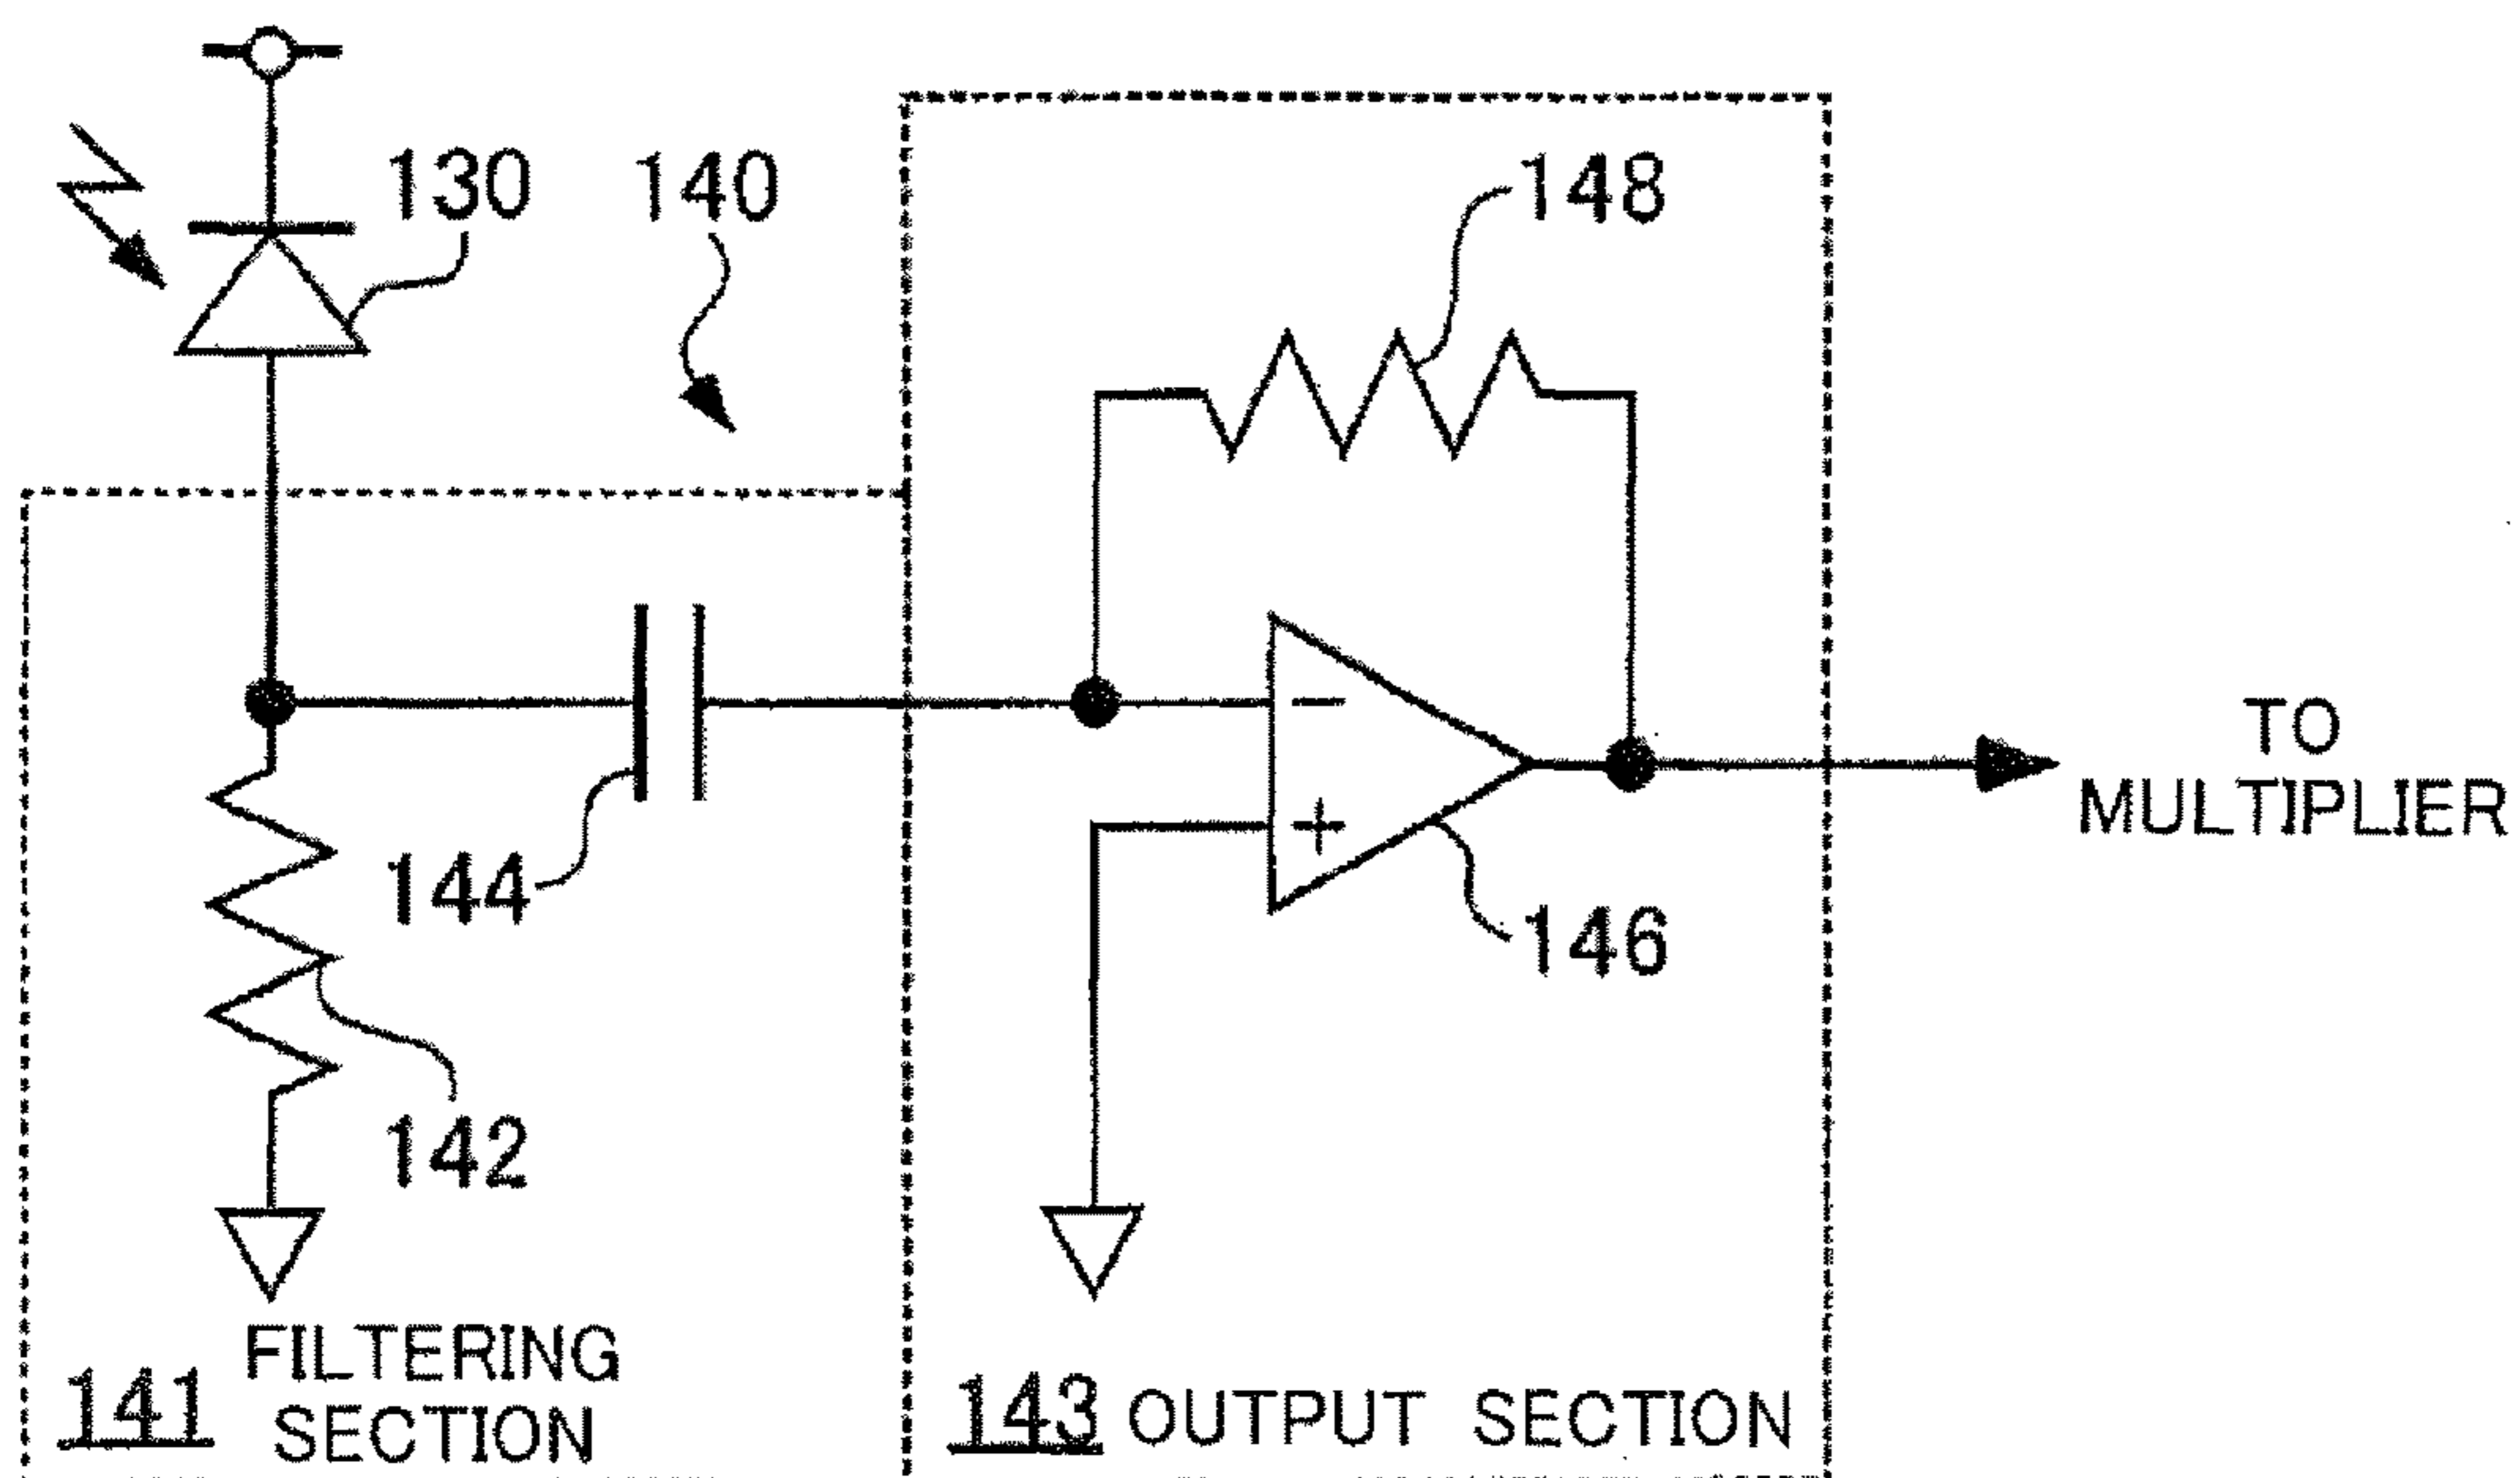 130
140
148
−
+
144
146
142
TO
MULTIPLIER
141 FILTERING
SECTION
143 OUTPUT SECTION